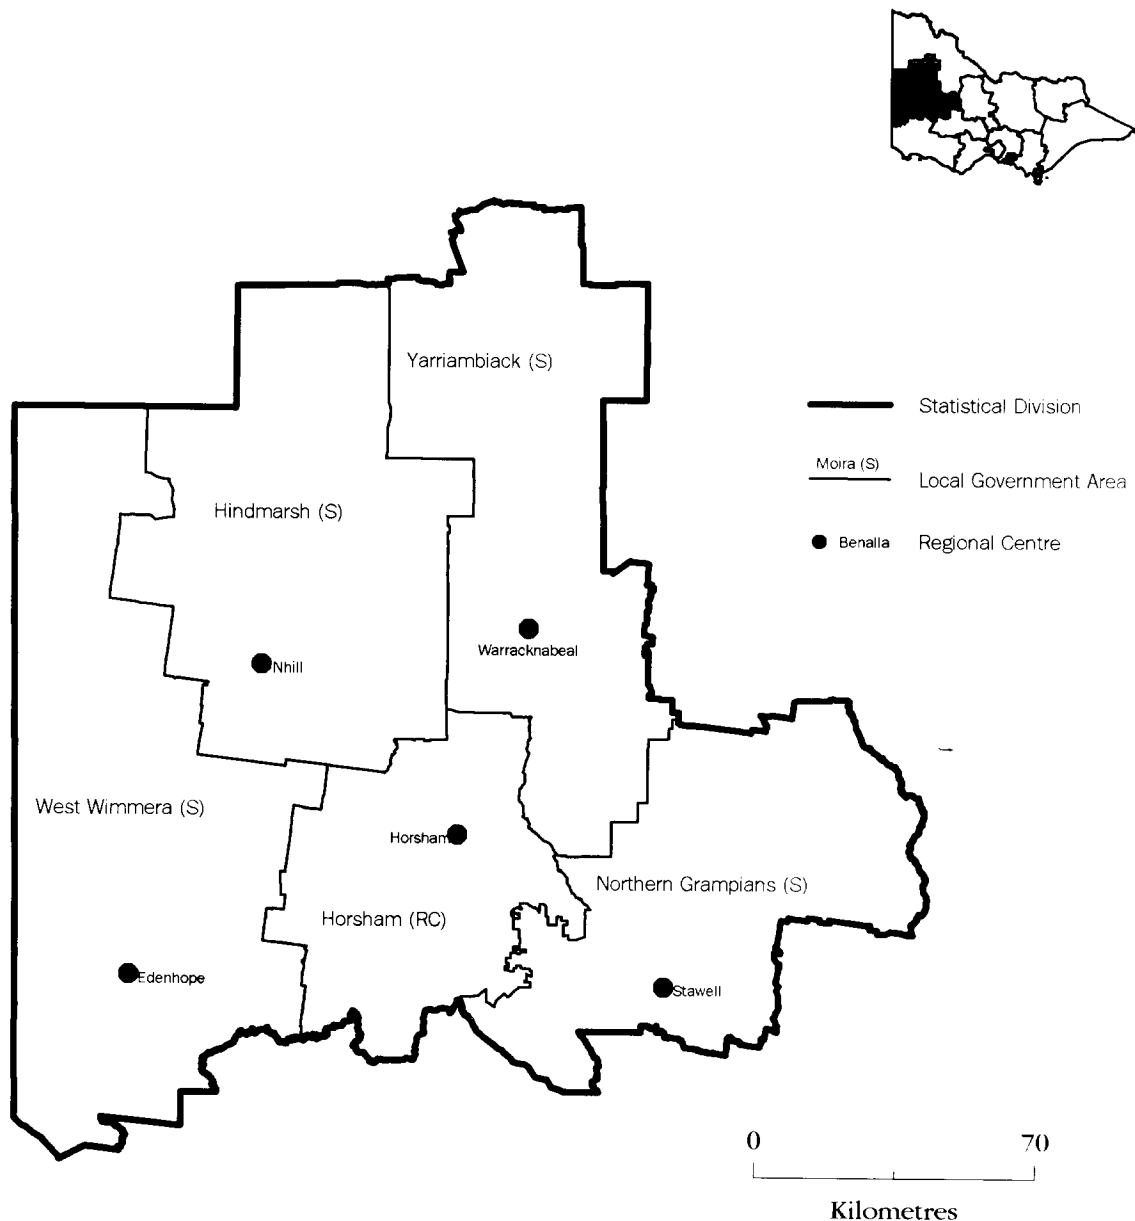 Yarriambiack (S)
Statistical Division
Moira (S)
Local Government Area
Hindmarsh (S)
Benalla
Regional Centre
Warracknabeal
Nhill
West Wimmera (S)
Horsham
Northern Grampians (S)
Horsham (RC)
Edenhope
Stawell
0
70
Kilometres